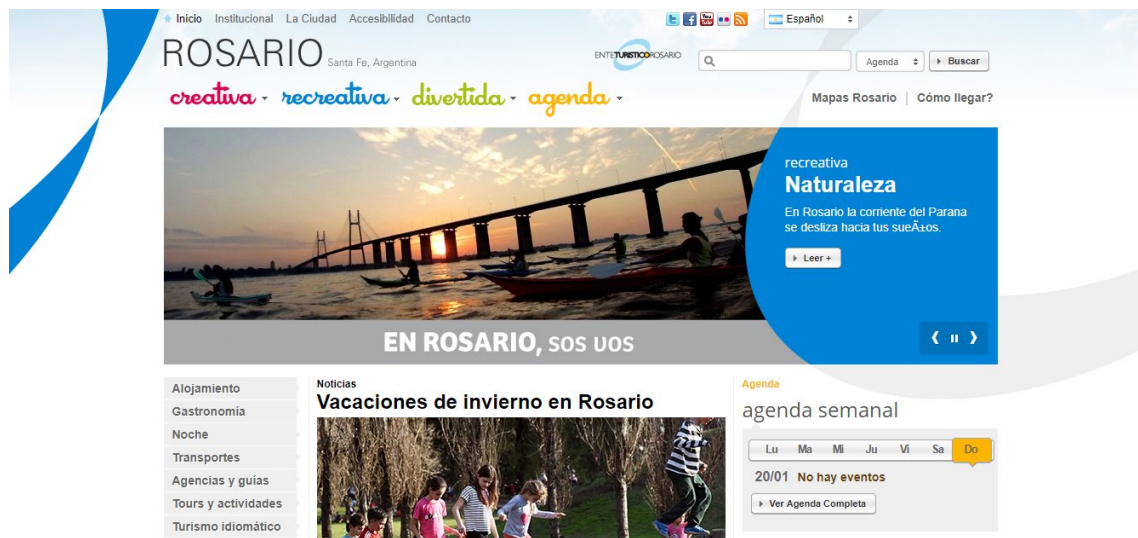 Inicio Institucional La Ciudad Accesibilidad Contacto
Español
ROSARIO Santa Fe, Argentina
ENTETURISTICOROSARIO
Agenda
Buscar
creativa recreativa divertida agenda
Mapas Rosario | Cómo llegar?
recreativa
Naturaleza
En Rosario la corriente del Parana
se desliza hacia tus sueÃ±os.
Leer +
EN ROSARIO, SOS VOS
Alojamiento
Gastronomía
Noche
Transportes
Agencias y guías
Tours y actividades
Turismo idiomático
Noticias
Vacaciones de invierno en Rosario
Agenda
agenda semanal
Lu Ma Mi Ju Vi Sa Do
20/01 No hay eventos
Ver Agenda Completa